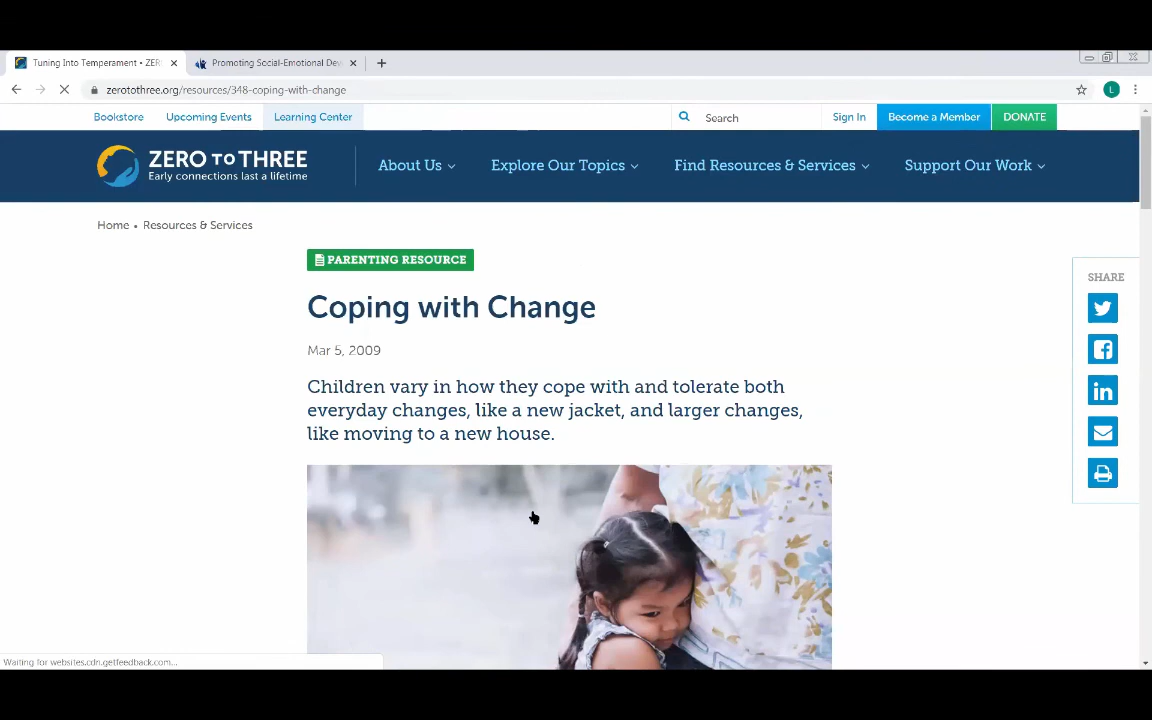 Tuning Into Temperament • ZER
Promoting Social-Emotional Dev
zerotothree.org/resources/348-coping-with-change
L
Bookstore
Upcoming Events
Learning Center
Search
Sign In
Become a Member
DONATE
ZERO TO THREE
Early connections last a lifetime
About Us
Explore Our Topics
Find Resources & Services
Support Our Work
Home • Resources & Services
PARENTING RESOURCE
SHARE
Coping with Change
Mar 5, 2009
Children vary in how they cope with and tolerate both
everyday changes, like a new jacket, and larger changes,
like moving to a new house.
Waiting for websites.cdn.getfeedback.com...